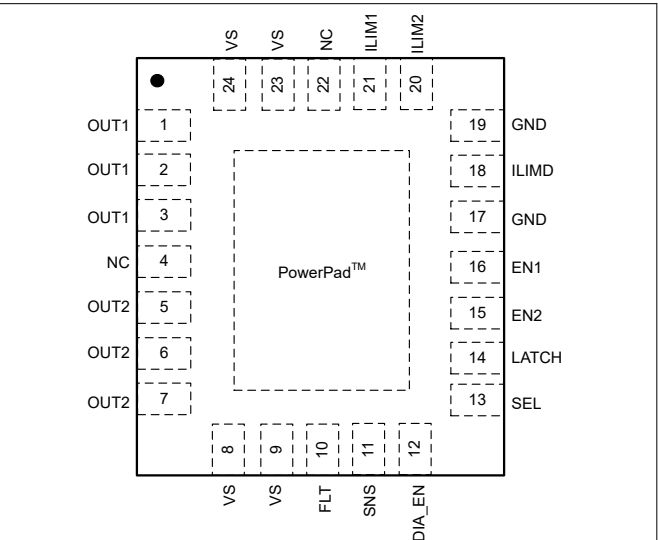 VS VS NC ILIM1 ILIM2
24 23 22 21 20
OUT1 1 19 GND
OUT1 2 18 ILIMD
OUT1 3 17 GND
NC 4 16 EN1
PowerPad™
OUT2 5 15 EN2
OUT2 6 14 LATCH
OUT2 7 13 SEL
8 9 10 11 12
VS VS FLT SNS DIA_EN